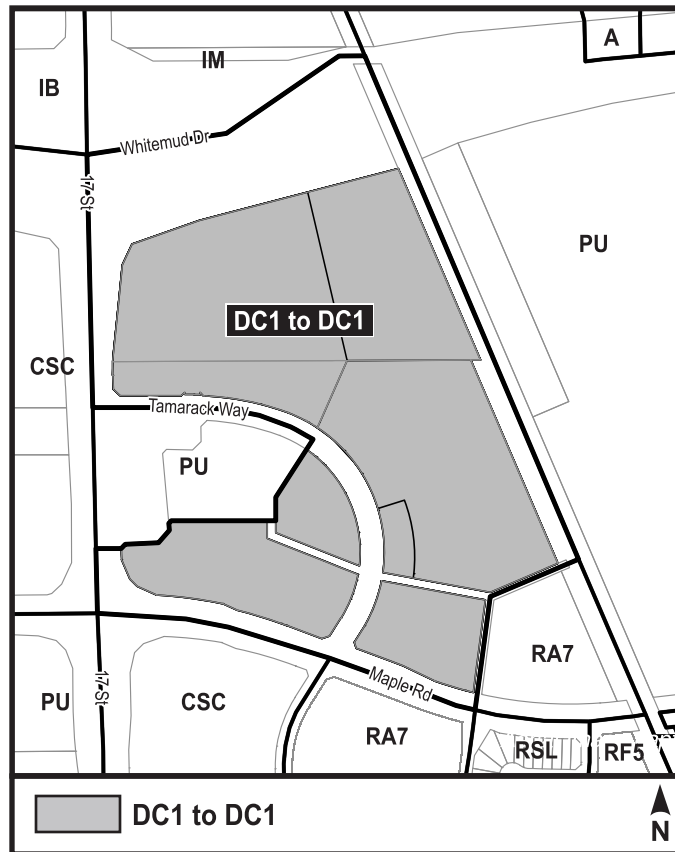 A
IM
IB
Whitemud Dr
17 St
PU
DC1 to DC1
CSC
Tamarack Way
PU
RA7
Maple Rd
17 St
PU
CSC
RA7
RSL
RF5
DC1 to DC1
N